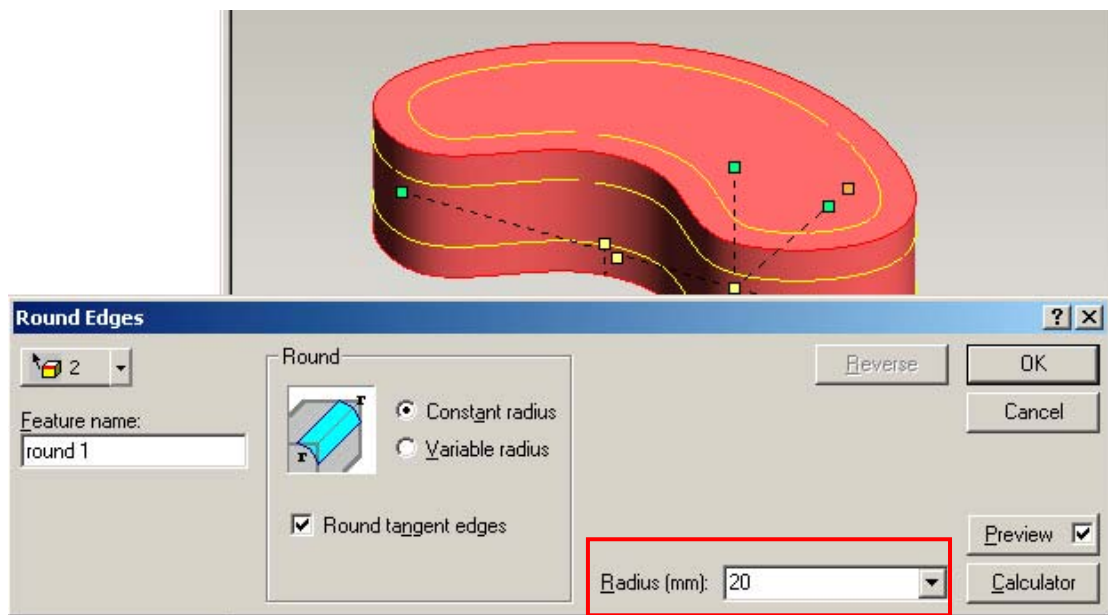 Round Edges
2
Feature name:
round 1
Round
r
r
Constant radius
Variable radius
Round tangent edges
Reverse
OK
Cancel
Preview
Radius (mm): 20
Calculator